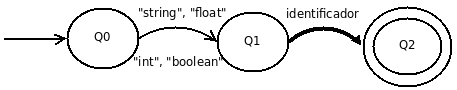 "string", "float"
identificador
Q0
Q1
Q2
"int", "boolean"